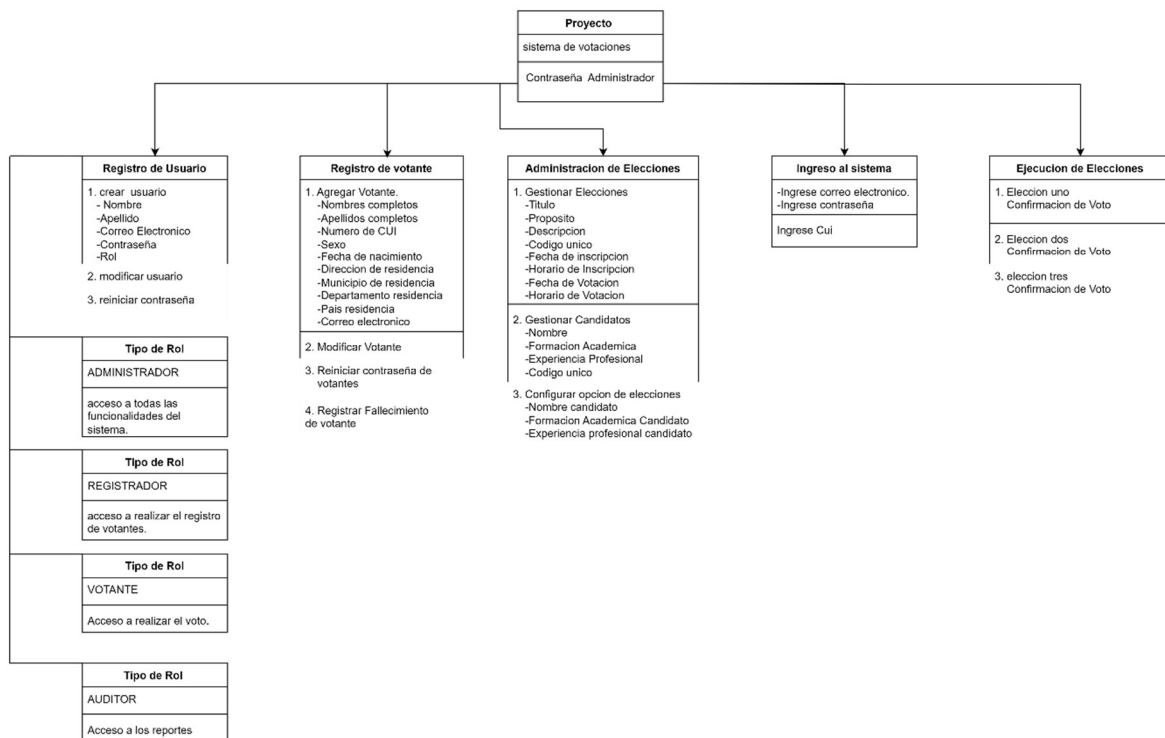 Proyecto
sistema de votaciones
Contraseña Administrador
Registro de Usuario
1. crear usuario
- Nombre
-Apellido
-Correo Electronico
-Contraseña
-Rol
2. modificar usuario
3. reiniciar contraseña
Tipo de Rol
ADMINISTRADOR
acceso a todas las
funcionalidades del
sistema.
Tipo de Rol
REGISTRADOR
acceso a realizar el registro
de votantes.
Tipo de Rol
VOTANTE
Acceso a realizar el voto.
Tipo de Rol
AUDITOR
Acceso a los reportes
Registro de votante
1. Agregar Votante.
-Nombres completos
-Apellidos completos
-Numero de CUI
-Sexo
-Fecha de nacimiento
-Direccion de residencia
-Municipio de residencia
-Departamento residencia
-Pais residencia
-Correo electronico
2. Modificar Votante
3. Reiniciar contraseña de
votantes
4. Registrar Fallecimiento
de votante
Administracion de Elecciones
1. Gestionar Elecciones
-Titulo
-Proposito
-Descripcion
-Codigo unico
-Fecha de inscripcion
-Horario de Inscripcion
-Fecha de Votacion
-Horario de Votacion
2. Gestionar Candidatos
-Nombre
-Formacion Academica
-Experiencia Profesional
-Codigo unico
3. Configurar opcion de elecciones
-Nombre candidato
-Formacion Academica Candidato
-Experiencia profesional candidato
Ingreso al sistema
-Ingrese correo electronico.
-Ingrese contraseña
Ingrese Cui
Ejecucion de Elecciones
1. Eleccion uno
Confirmacion de Voto
2. Eleccion dos
Confirmacion de Voto
3. eleccion tres
Confirmacion de Voto